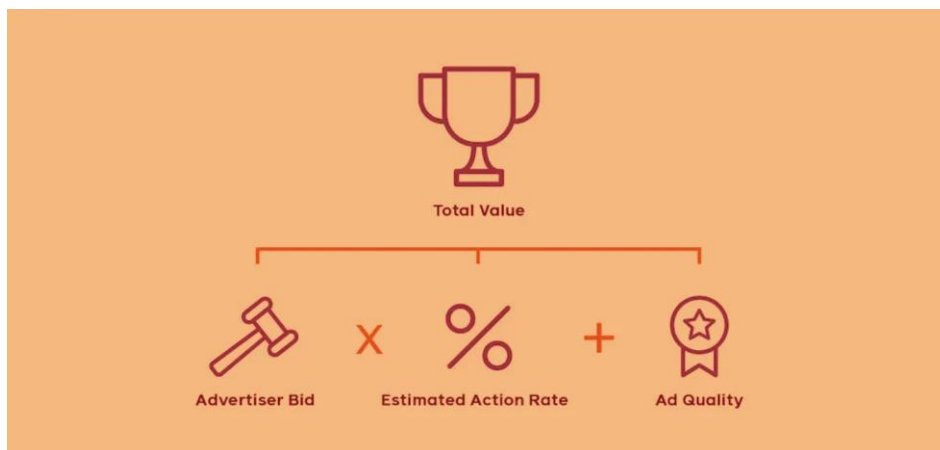 Total Value
Advertiser Bid x Estimated Action Rate + Ad Quality